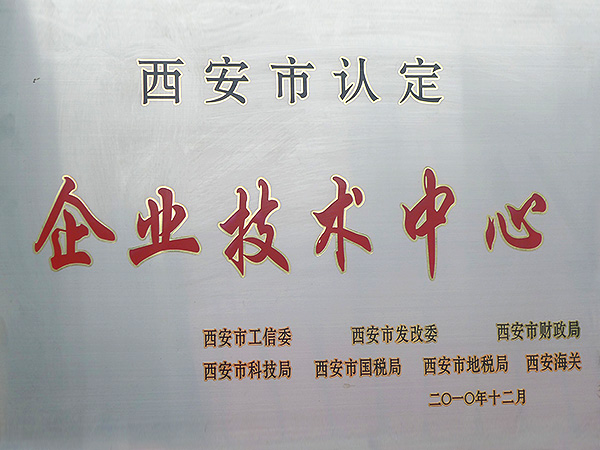 西安市认定
企业技术中心
西安市工信委 西安市发改委 西安市财政局
西安市科技局 西安市国税局 西安市地税局 西安海关
二〇一〇年十二月